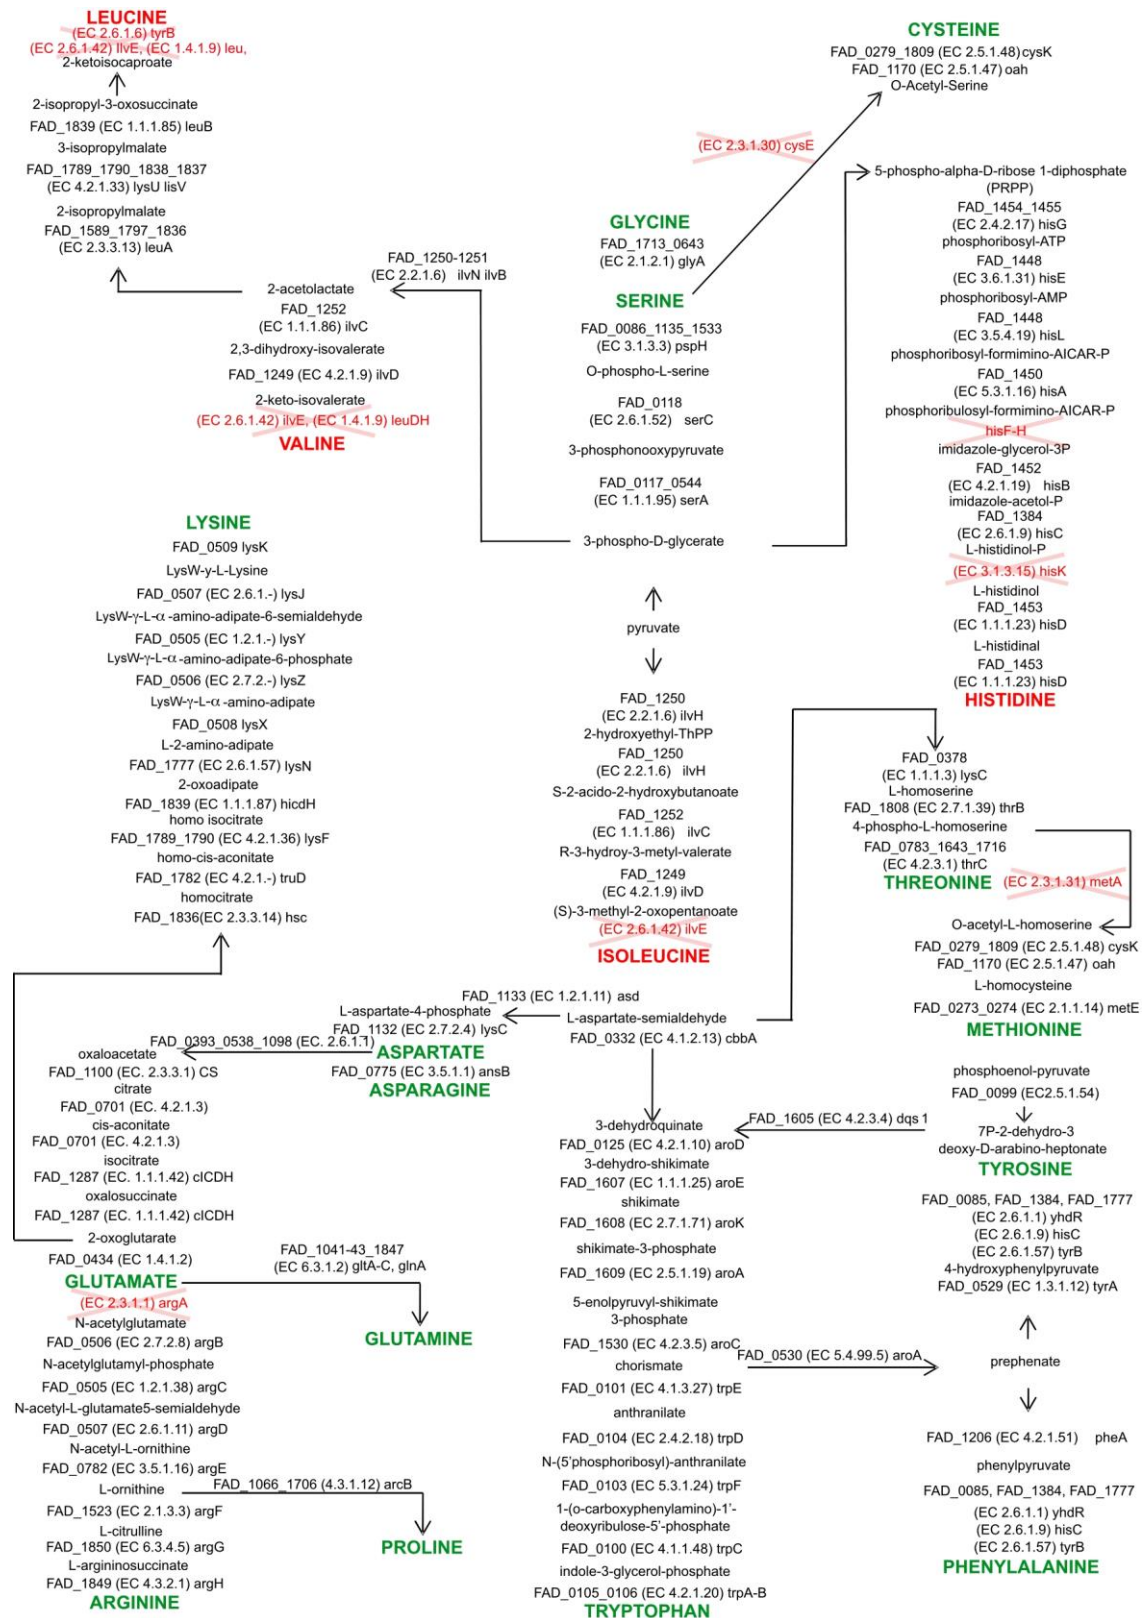 LEUCINE
(EC 2.6.1.6) tyrB
(EC 2.6.1.42) IlvE, (EC 1.4.1.9) leu,
2-ketoisocaproate
2-isopropyl-3-oxosuccinate
FAD_1839 (EC 1.1.1.85) leuB
3-isopropylmalate
FAD_1789_1790_1838_1837
(EC 4.2.1.33) lysU lisV
2-isopropylmalate
FAD_1589_1797_1836
(EC 2.3.3.13) leuA
FAD_1250-1251
(EC 2.2.1.6) ilvN ilvB
2-acetolactate
FAD_1252
(EC 1.1.1.86) ilvC
2,3-dihydroxy-isovalerate
FAD_1249 (EC 4.2.1.9) ilvD
2-keto-isovalerate
(EC 2.6.1.42) ilvE, (EC 1.4.1.9) leuDH
VALINE
GLYCINE
FAD_1713_0643
(EC 2.1.2.1) glyA
SERINE
FAD_0086_1135_1533
(EC 3.1.3.3) pspH
O-phospho-L-serine
FAD_0118
(EC 2.6.1.52) serC
3-phosphonooxypyruvate
FAD_0117_0544
(EC 1.1.1.95) serA
3-phospho-D-glycerate
CYSTEINE
FAD_0279_1809 (EC 2.5.1.48) cysK
FAD_1170 (EC 2.5.1.47) oah
O-Acetyl-Serine
(EC 2.3.1.30) cysE
5-phospho-alpha-D-ribose 1-diphosphate
(PRPP)
FAD_1454_1455
(EC 2.4.2.17) hisG
phosphoribosyl-ATP
FAD_1448
(EC 3.6.1.31) hisE
phosphoribosyl-AMP
FAD_1448
(EC 3.5.4.19) hisL
phosphoribosyl-formimino-AICAR-P
FAD_1450
(EC 5.3.1.16) hisA
phosphoribulosyl-formimino-AICAR-P
hisF-H
imidazole-glycerol-3P
FAD_1452
(EC 4.2.1.19) hisB
imidazole-acetol-P
FAD_1384
(EC 2.6.1.9) hisC
L-histidinol-P
(EC 3.1.3.15) hisK
L-histidinol
FAD_1453
(EC 1.1.1.23) hisD
L-histidinal
FAD_1453
(EC 1.1.1.23) hisD
HISTIDINE
LYSINE
FAD_0509 lysK
LysW-y-L-Lysine
FAD_0507 (EC 2.6.1.-) lysJ
LysW-γ-L-α -amino-adipate-6-semialdehyde
FAD_0505 (EC 1.2.1.-) lysY
LysW-γ-L-α -amino-adipate-6-phosphate
FAD_0506 (EC 2.7.2.-) lysZ
LysW-γ-L-α -amino-adipate
FAD_0508 lysX
L-2-amino-adipate
FAD_1777 (EC 2.6.1.57) lysN
2-oxoadipate
FAD_1839 (EC 1.1.1.87) hicdH
homo isocitrate
FAD_1789_1790 (EC 4.2.1.36) lysF
homo-cis-aconitate
FAD_1782 (EC 4.2.1.-) truD
homocitrate
FAD_1836(EC 2.3.3.14) hsc
pyruvate
FAD_1250
(EC 2.2.1.6) ilvH
2-hydroxyethyl-ThPP
FAD_1250
(EC 2.2.1.6) ilvH
S-2-acido-2-hydroxybutanoate
FAD_1252
(EC 1.1.1.86) ilvC
R-3-hydroy-3-metyl-valerate
FAD_1249
(EC 4.2.1.9) ilvD
(S)-3-methyl-2-oxopentanoate
(EC 2.6.1.42) ilvE
ISOLEUCINE
FAD_0378
(EC 1.1.1.3) lysC
L-homoserine
FAD_1808 (EC 2.7.1.39) thrB
4-phospho-L-homoserine
FAD_0783_1643_1716
(EC 4.2.3.1) thrC
THREONINE
(EC 2.3.1.31) metA
O-acetyl-L-homoserine
FAD_0279_1809 (EC 2.5.1.48) cysK
FAD_1170 (EC 2.5.1.47) oah
L-homocysteine
FAD_0273_0274 (EC 2.1.1.14) metE
METHIONINE
FAD_1133 (EC 1.2.1.11) asd
L-aspartate-4-phosphate
L-aspartate-semialdehyde
FAD_1132 (EC 2.7.2.4) lysC
FAD_0332 (EC 4.1.2.13) cbbA
FAD_0393_0538_1098 (EC. 2.6.1.1)
ASPARTATE
FAD_0775 (EC 3.5.1.1) ansB
ASPARAGINE
oxaloacetate
FAD_1100 (EC. 2.3.3.1) CS
citrate
FAD_0701 (EC. 4.2.1.3)
cis-aconitate
FAD_0701 (EC. 4.2.1.3)
isocitrate
FAD_1287 (EC. 1.1.1.42) cICDH
oxalosuccinate
FAD_1287 (EC. 1.1.1.42) cICDH
2-oxoglutarate
FAD_0434 (EC 1.4.1.2)
GLUTAMATE
FAD_1041-43_1847
(EC 6.3.1.2) gltA-C, glnA
GLUTAMINE
(EC 2.3.1.1) argA
N-acetylglutamate
FAD_0506 (EC 2.7.2.8) argB
N-acetylglutamyl-phosphate
FAD_0505 (EC 1.2.1.38) argC
N-acetyl-L-glutamate5-semialdehyde
FAD_0507 (EC 2.6.1.11) argD
N-acetyl-L-ornithine
FAD_0782 (EC 3.5.1.16) argE
L-ornithine
FAD_1066_1706 (4.3.1.12) arcB
PROLINE
FAD_1523 (EC 2.1.3.3) argF
L-citrulline
FAD_1850 (EC 6.3.4.5) argG
L-argininosuccinate
FAD_1849 (EC 4.3.2.1) argH
ARGININE
3-dehydroquinate
FAD_0125 (EC 4.2.1.10) aroD
3-dehydro-shikimate
FAD_1607 (EC 1.1.1.25) aroE
shikimate
FAD_1608 (EC 2.7.1.71) aroK
shikimate-3-phosphate
FAD_1609 (EC 2.5.1.19) aroA
5-enolpyruvyl-shikimate
3-phosphate
FAD_1530 (EC 4.2.3.5) aroC
chorismate
FAD_0530 (EC 5.4.99.5) aroA
FAD_0101 (EC 4.1.3.27) trpE
anthranilate
FAD_0104 (EC 2.4.2.18) trpD
N-(5'phosphoribosyl)-anthranilate
FAD_0103 (EC 5.3.1.24) trpF
1-(o-carboxyphenylamino)-1'-
deoxyribulose-5'-phosphate
FAD_0100 (EC 4.1.1.48) trpC
indole-3-glycerol-phosphate
FAD_0105_0106 (EC 4.2.1.20) trpA-B
TRYPTOPHAN
phosphoenol-pyruvate
FAD_0099 (EC2.5.1.54)
FAD_1605 (EC 4.2.3.4) dqs 1
7P-2-dehydro-3
deoxy-D-arabino-heptonate
TYROSINE
FAD_0085, FAD_1384, FAD_1777
(EC 2.6.1.1) yhdR
(EC 2.6.1.9) hisC
(EC 2.6.1.57) tyrB
4-hydroxyphenylpyruvate
FAD_0529 (EC 1.3.1.12) tyrA
prephenate
FAD_1206 (EC 4.2.1.51) pheA
phenylpyruvate
FAD_0085, FAD_1384, FAD_1777
(EC 2.6.1.1) yhdR
(EC 2.6.1.9) hisC
(EC 2.6.1.57) tyrB
PHENYLALANINE